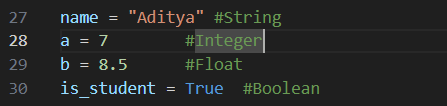 27 name = "Aditya" #String
28 a = 7 #Integer
29 b = 8.5 #Float
30 is_student = True #Boolean